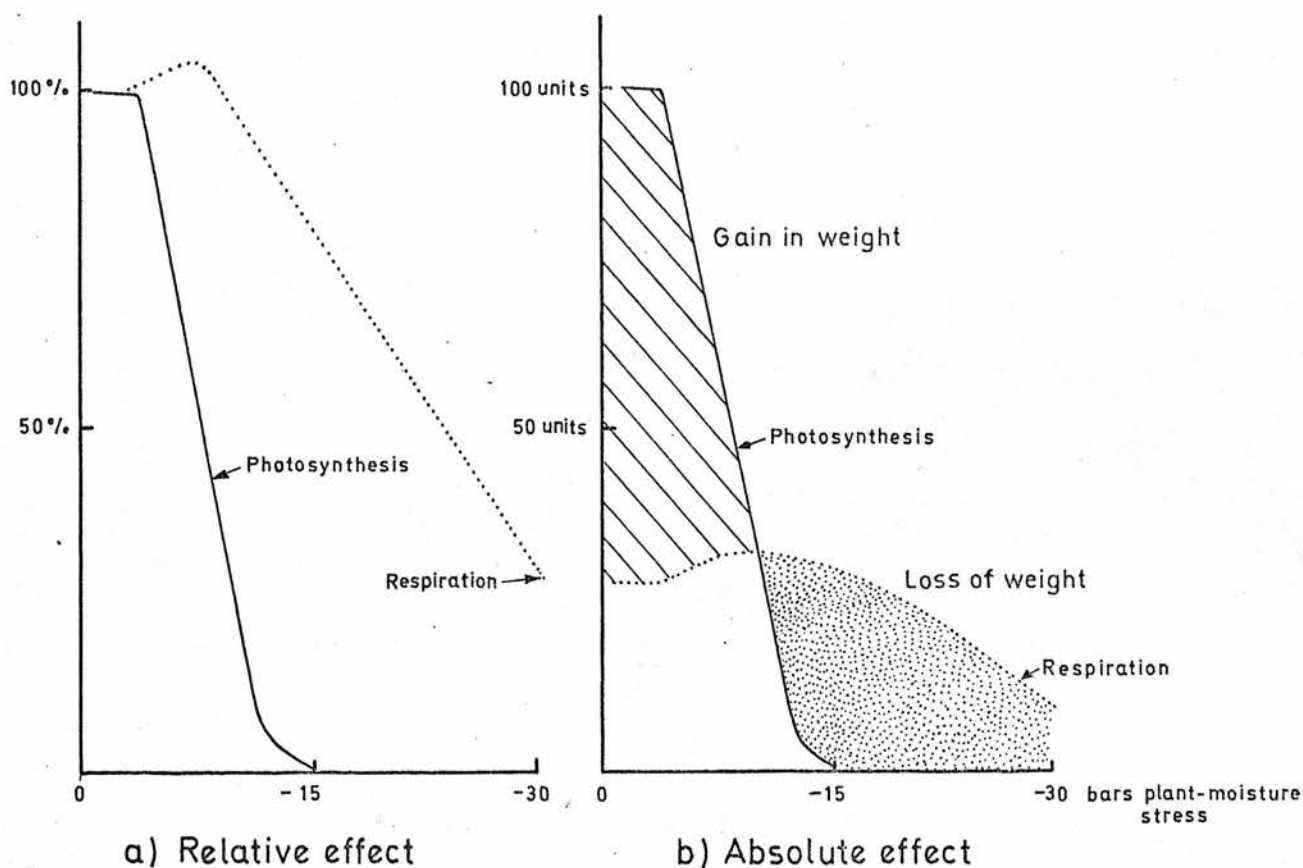 100%
50%
Photosynthesis
Respiration
0
-15
-30
a) Relative effect
100 units
50 units
Gain in weight
Photosynthesis
Loss of weight
Respiration
0
-15
-30
bars plant-moisture
stress
b) Absolute effect